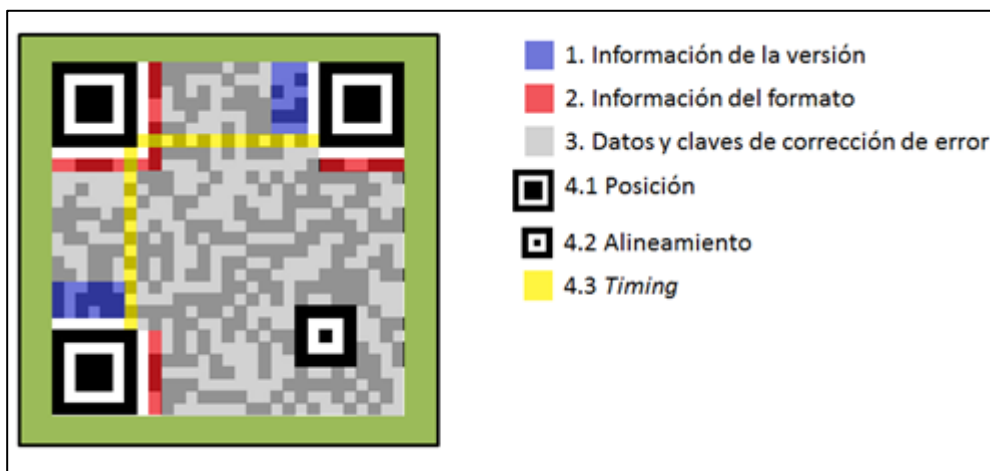 1. Información de la versión
2. Información del formato
3. Datos y claves de corrección de error
4.1 Posición
4.2 Alineamiento
4.3 Timing